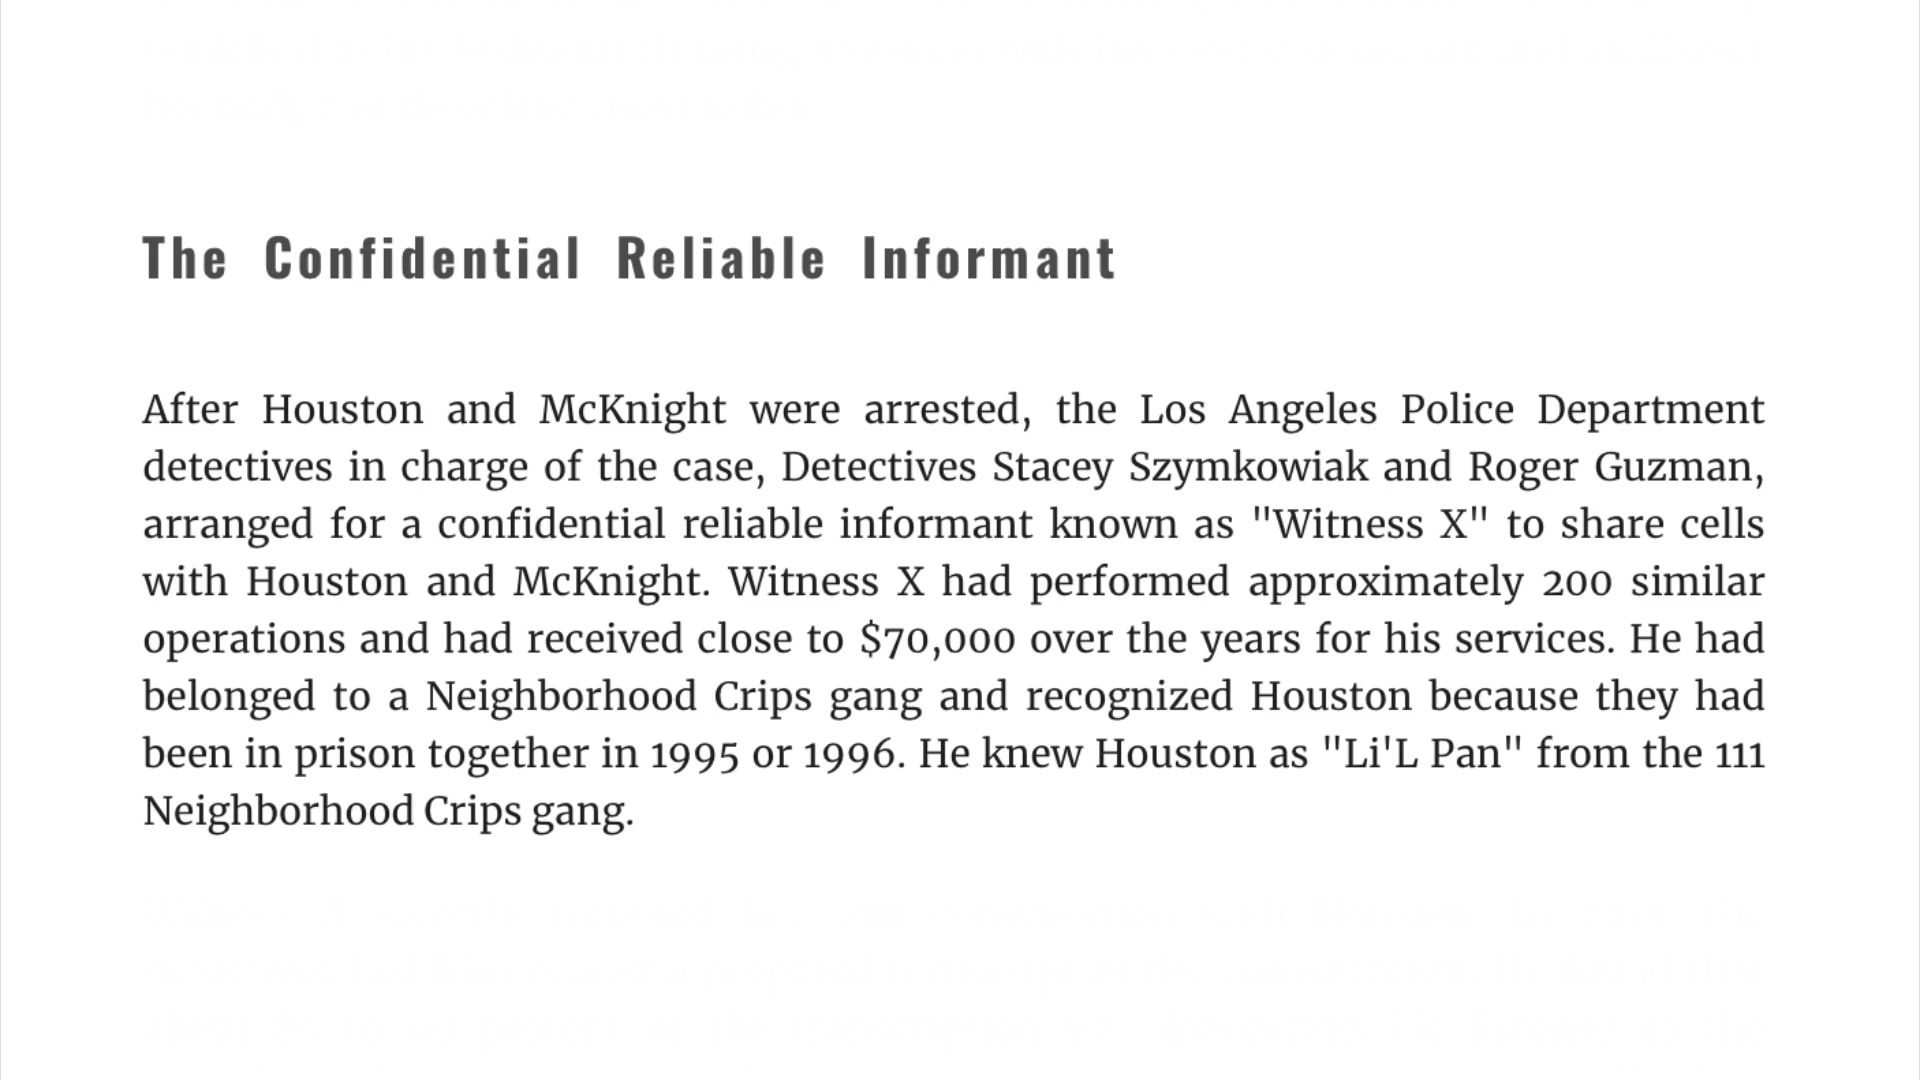 The Confidential Reliable Informant
After Houston and McKnight were arrested, the Los Angeles Police Department
detectives in charge of the case, Detectives Stacey Szymkowiak and Roger Guzman,
arranged for a confidential reliable informant known as "Witness X" to share cells
with Houston and McKnight. Witness X had performed approximately 200 similar
operations and had received close to $70,000 over the years for his services. He had
belonged to a Neighborhood Crips gang and recognized Houston because they had
been in prison together in 1995 or 1996. He knew Houston as "Li'L Pan" from the 111
Neighborhood Crips gang.